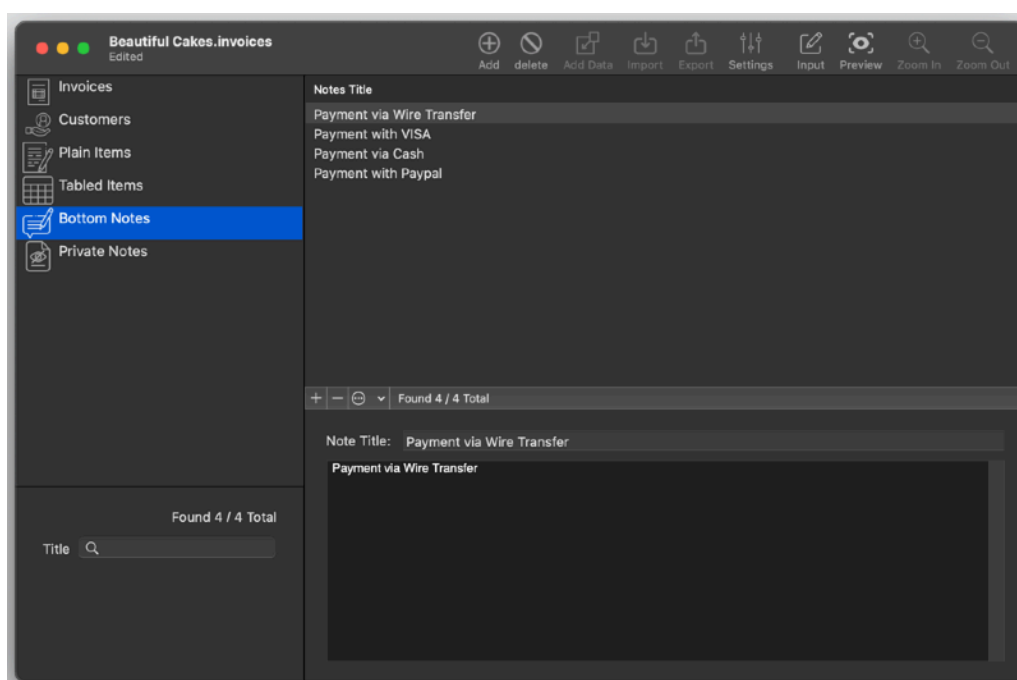 Beautiful Cakes.invoices
Edited
Add delete Add Data Import Export Settings Input Preview Zoom In Zoom Out
Invoices
Customers
Plain Items
Tabled Items
Bottom Notes
Private Notes
Found 4 / 4 Total
Title
Notes Title
Payment via Wire Transfer
Payment with VISA
Payment via Cash
Payment with Paypal
Found 4 / 4 Total
Note Title: Payment via Wire Transfer
Payment via Wire Transfer